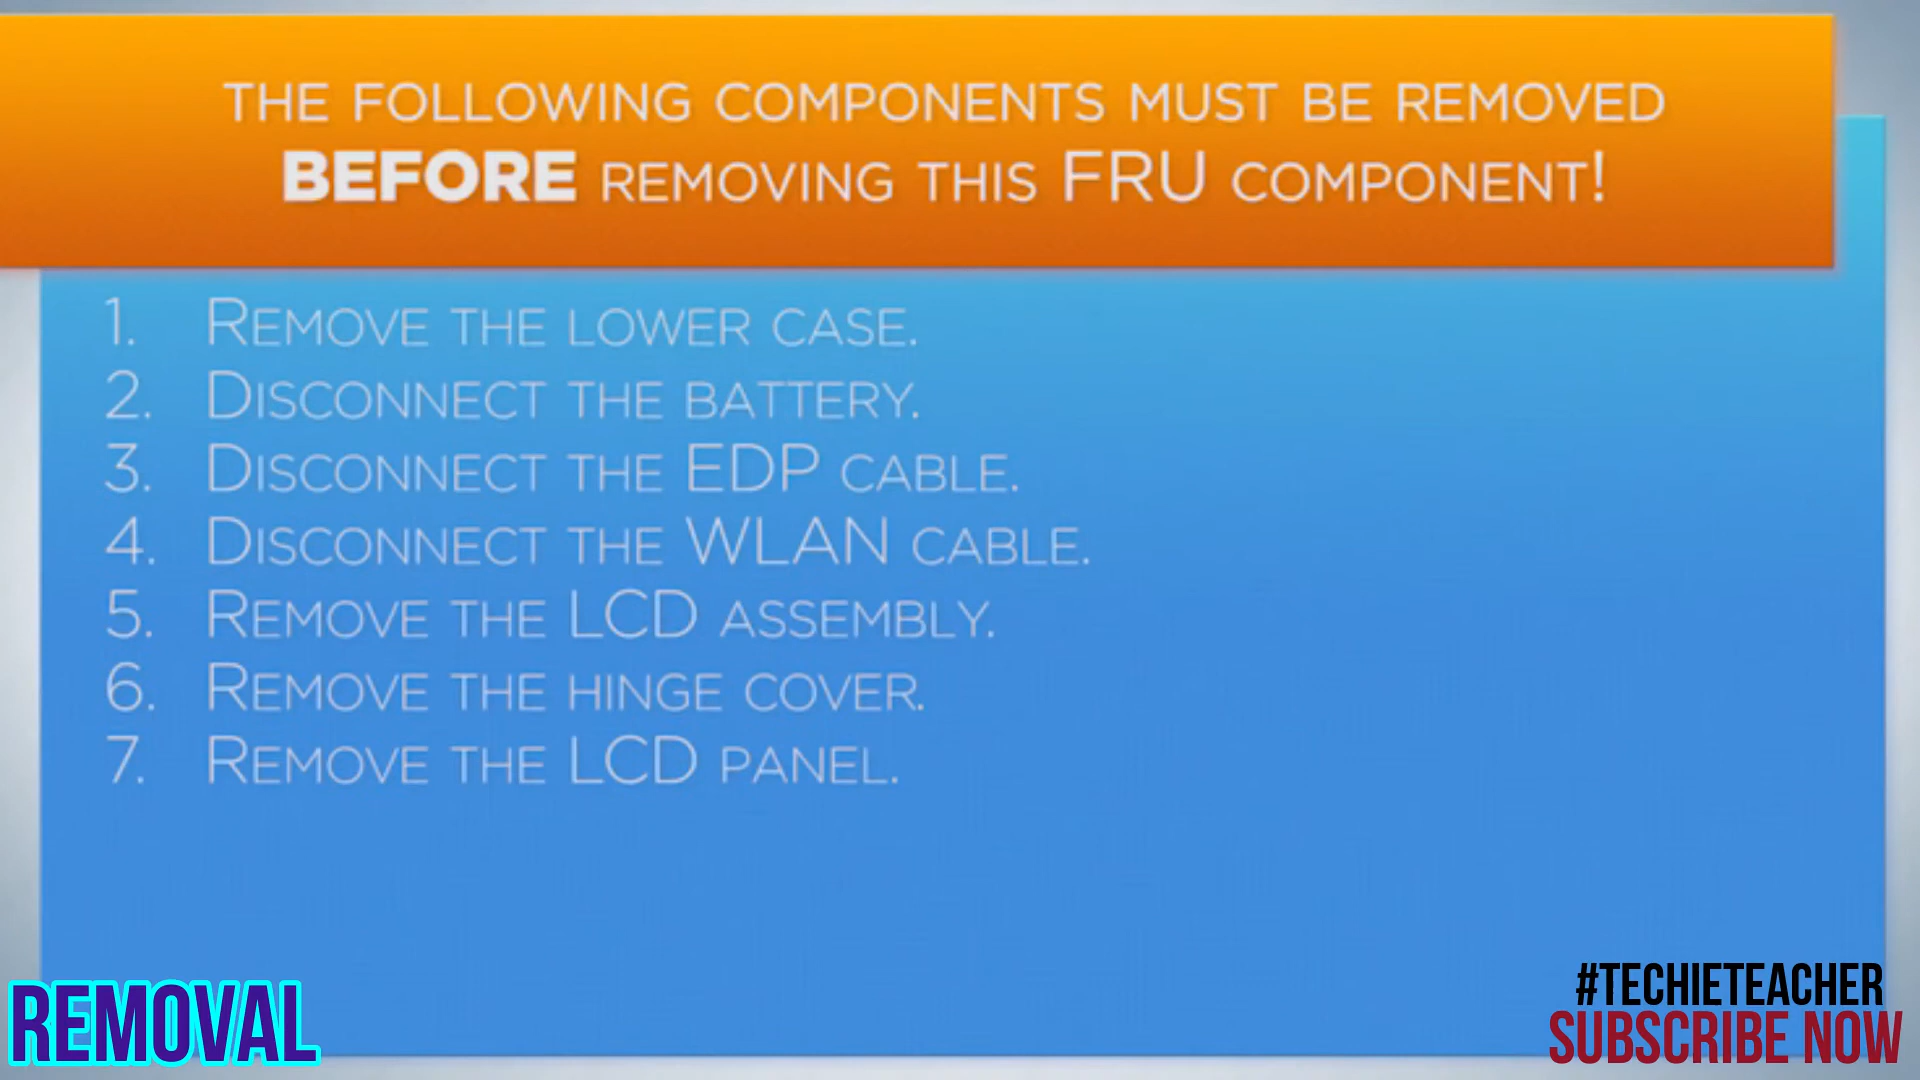 THE FOLLOWING COMPONENTS MUST BE REMOVED
BEFORE REMOVING THIS FRU COMPONENT!
1. REMOVE THE LOWER CASE.
2. DISCONNECT THE BATTERY.
3. DISCONNECT THE EDP CABLE.
4. DISCONNECT THE WLAN CABLE.
5. REMOVE THE LCD ASSEMBLY.
6. REMOVE THE HINGE COVER.
7. REMOVE THE LCD PANEL.
REMOVAL
#TECHIETEACHER
SUBSCRIBE NOW